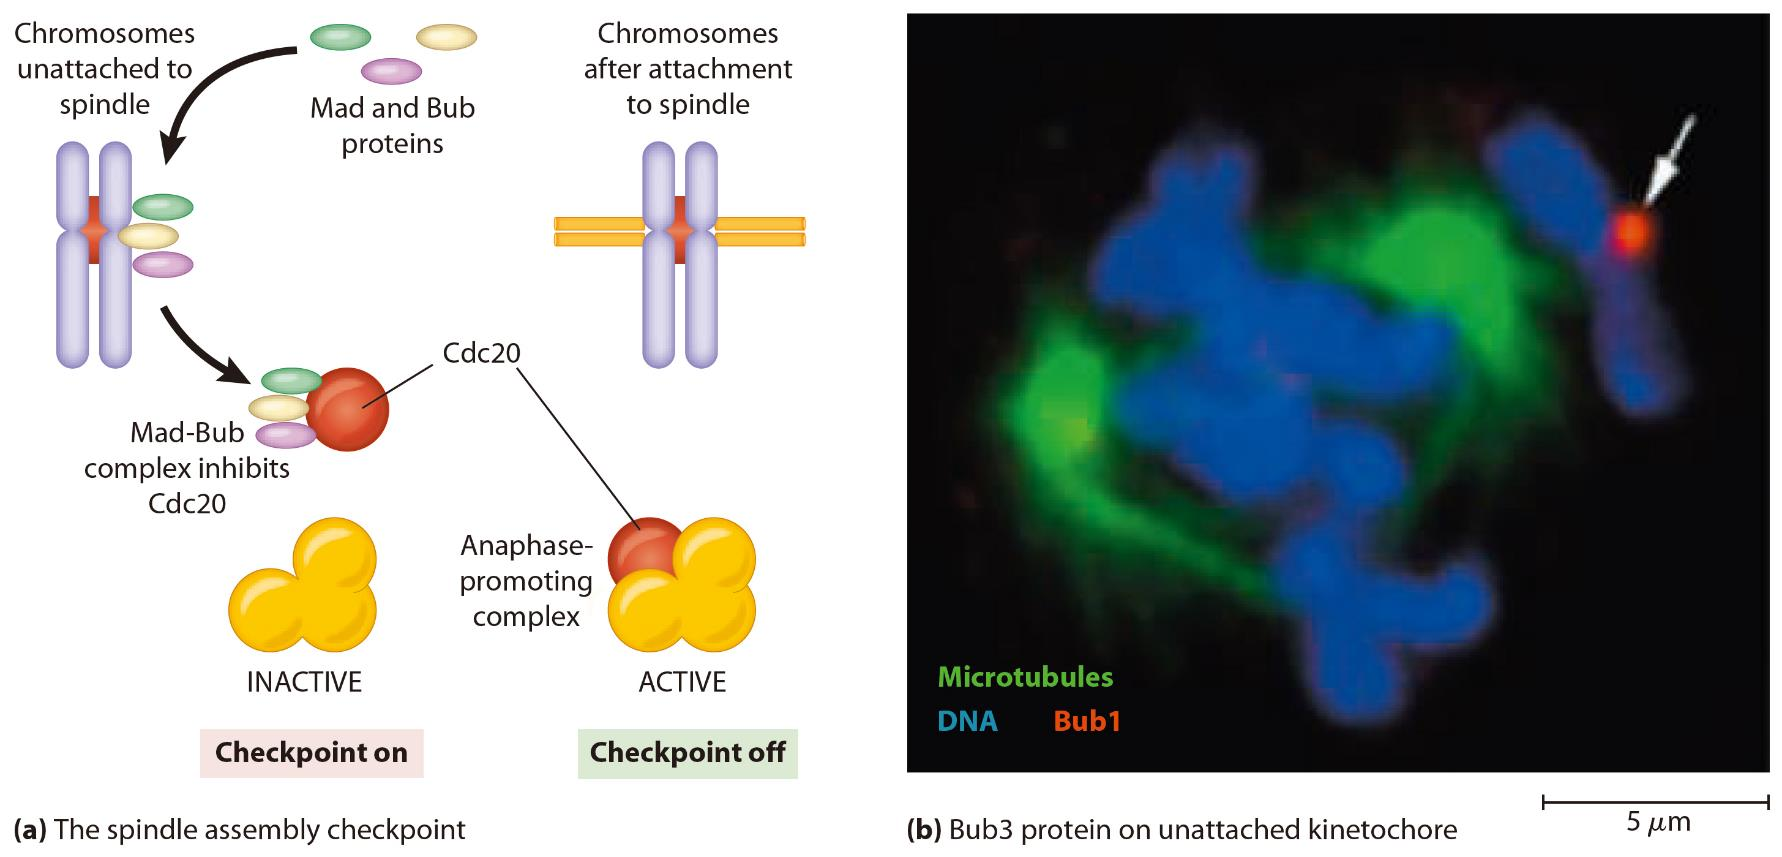 Chromosomes
unattached to
spindle
Mad and Bub
proteins
Chromosomes
after attachment
to spindle
Cdc20
Mad-Bub
complex inhibits
Cdc20
Anaphase-
promoting
complex
INACTIVE
ACTIVE
Checkpoint on
Checkpoint off
(a) The spindle assembly checkpoint
Microtubules
DNA Bub1
5 μm
(b) Bub3 protein on unattached kinetochore